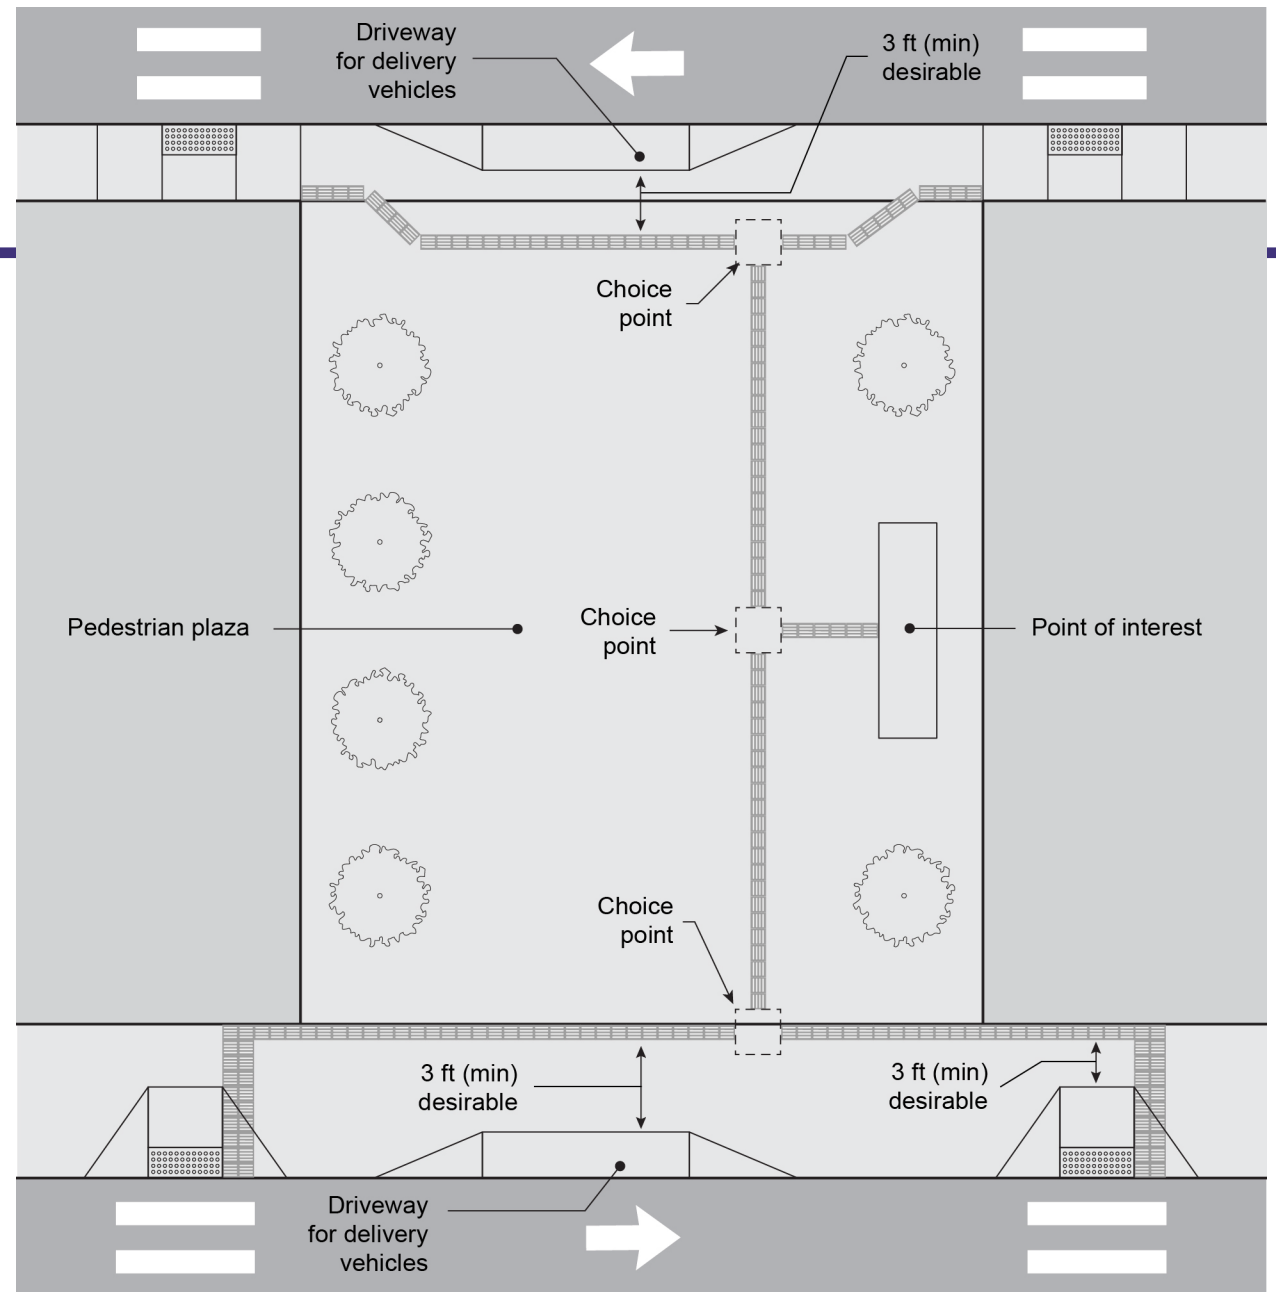 Driveway
for delivery
vehicles
3 ft (min)
desirable
Choice
point
Pedestrian plaza
Choice
point
Point of interest
Choice
point
3 ft (min)
desirable
3 ft (min)
desirable
Driveway
for delivery
vehicles